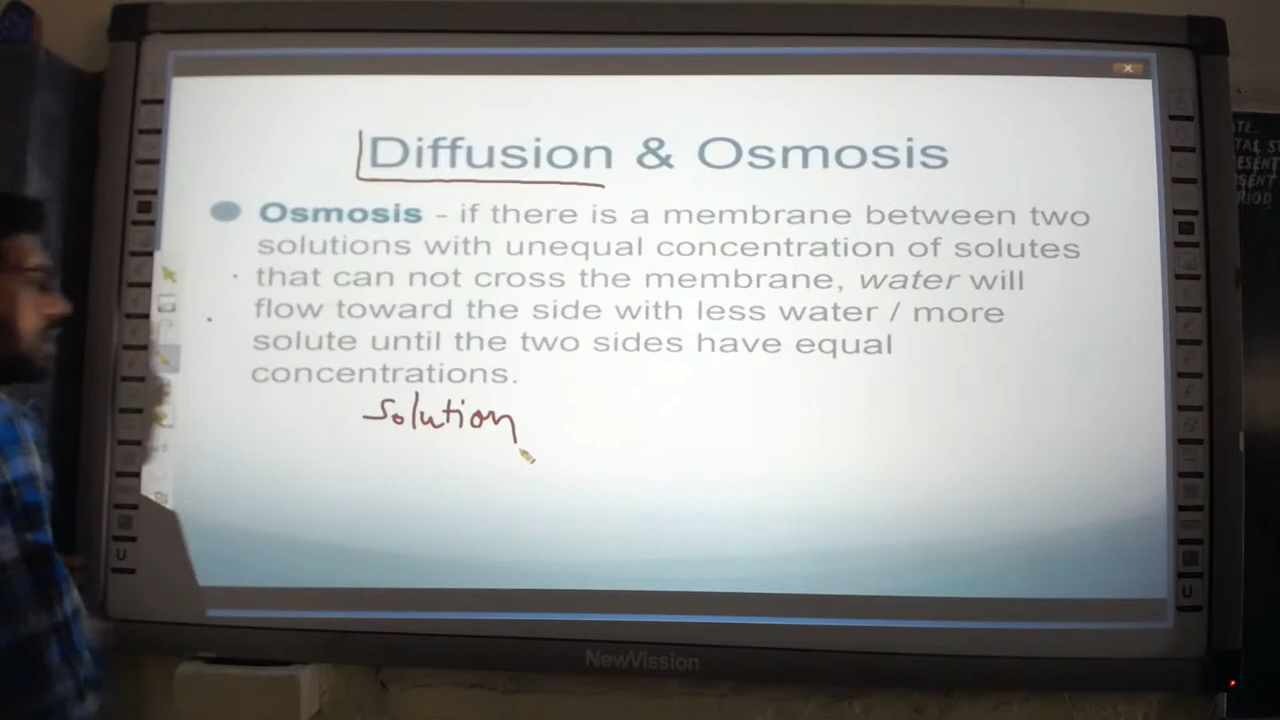 Diffusion & Osmosis
Osmosis - if there is a membrane between two
solutions with unequal concentration of solutes
that can not cross the membrane, water will
flow toward the side with less water / more
solute until the two sides have equal
concentrations.
Solution
NewVission
U
U
ESENT